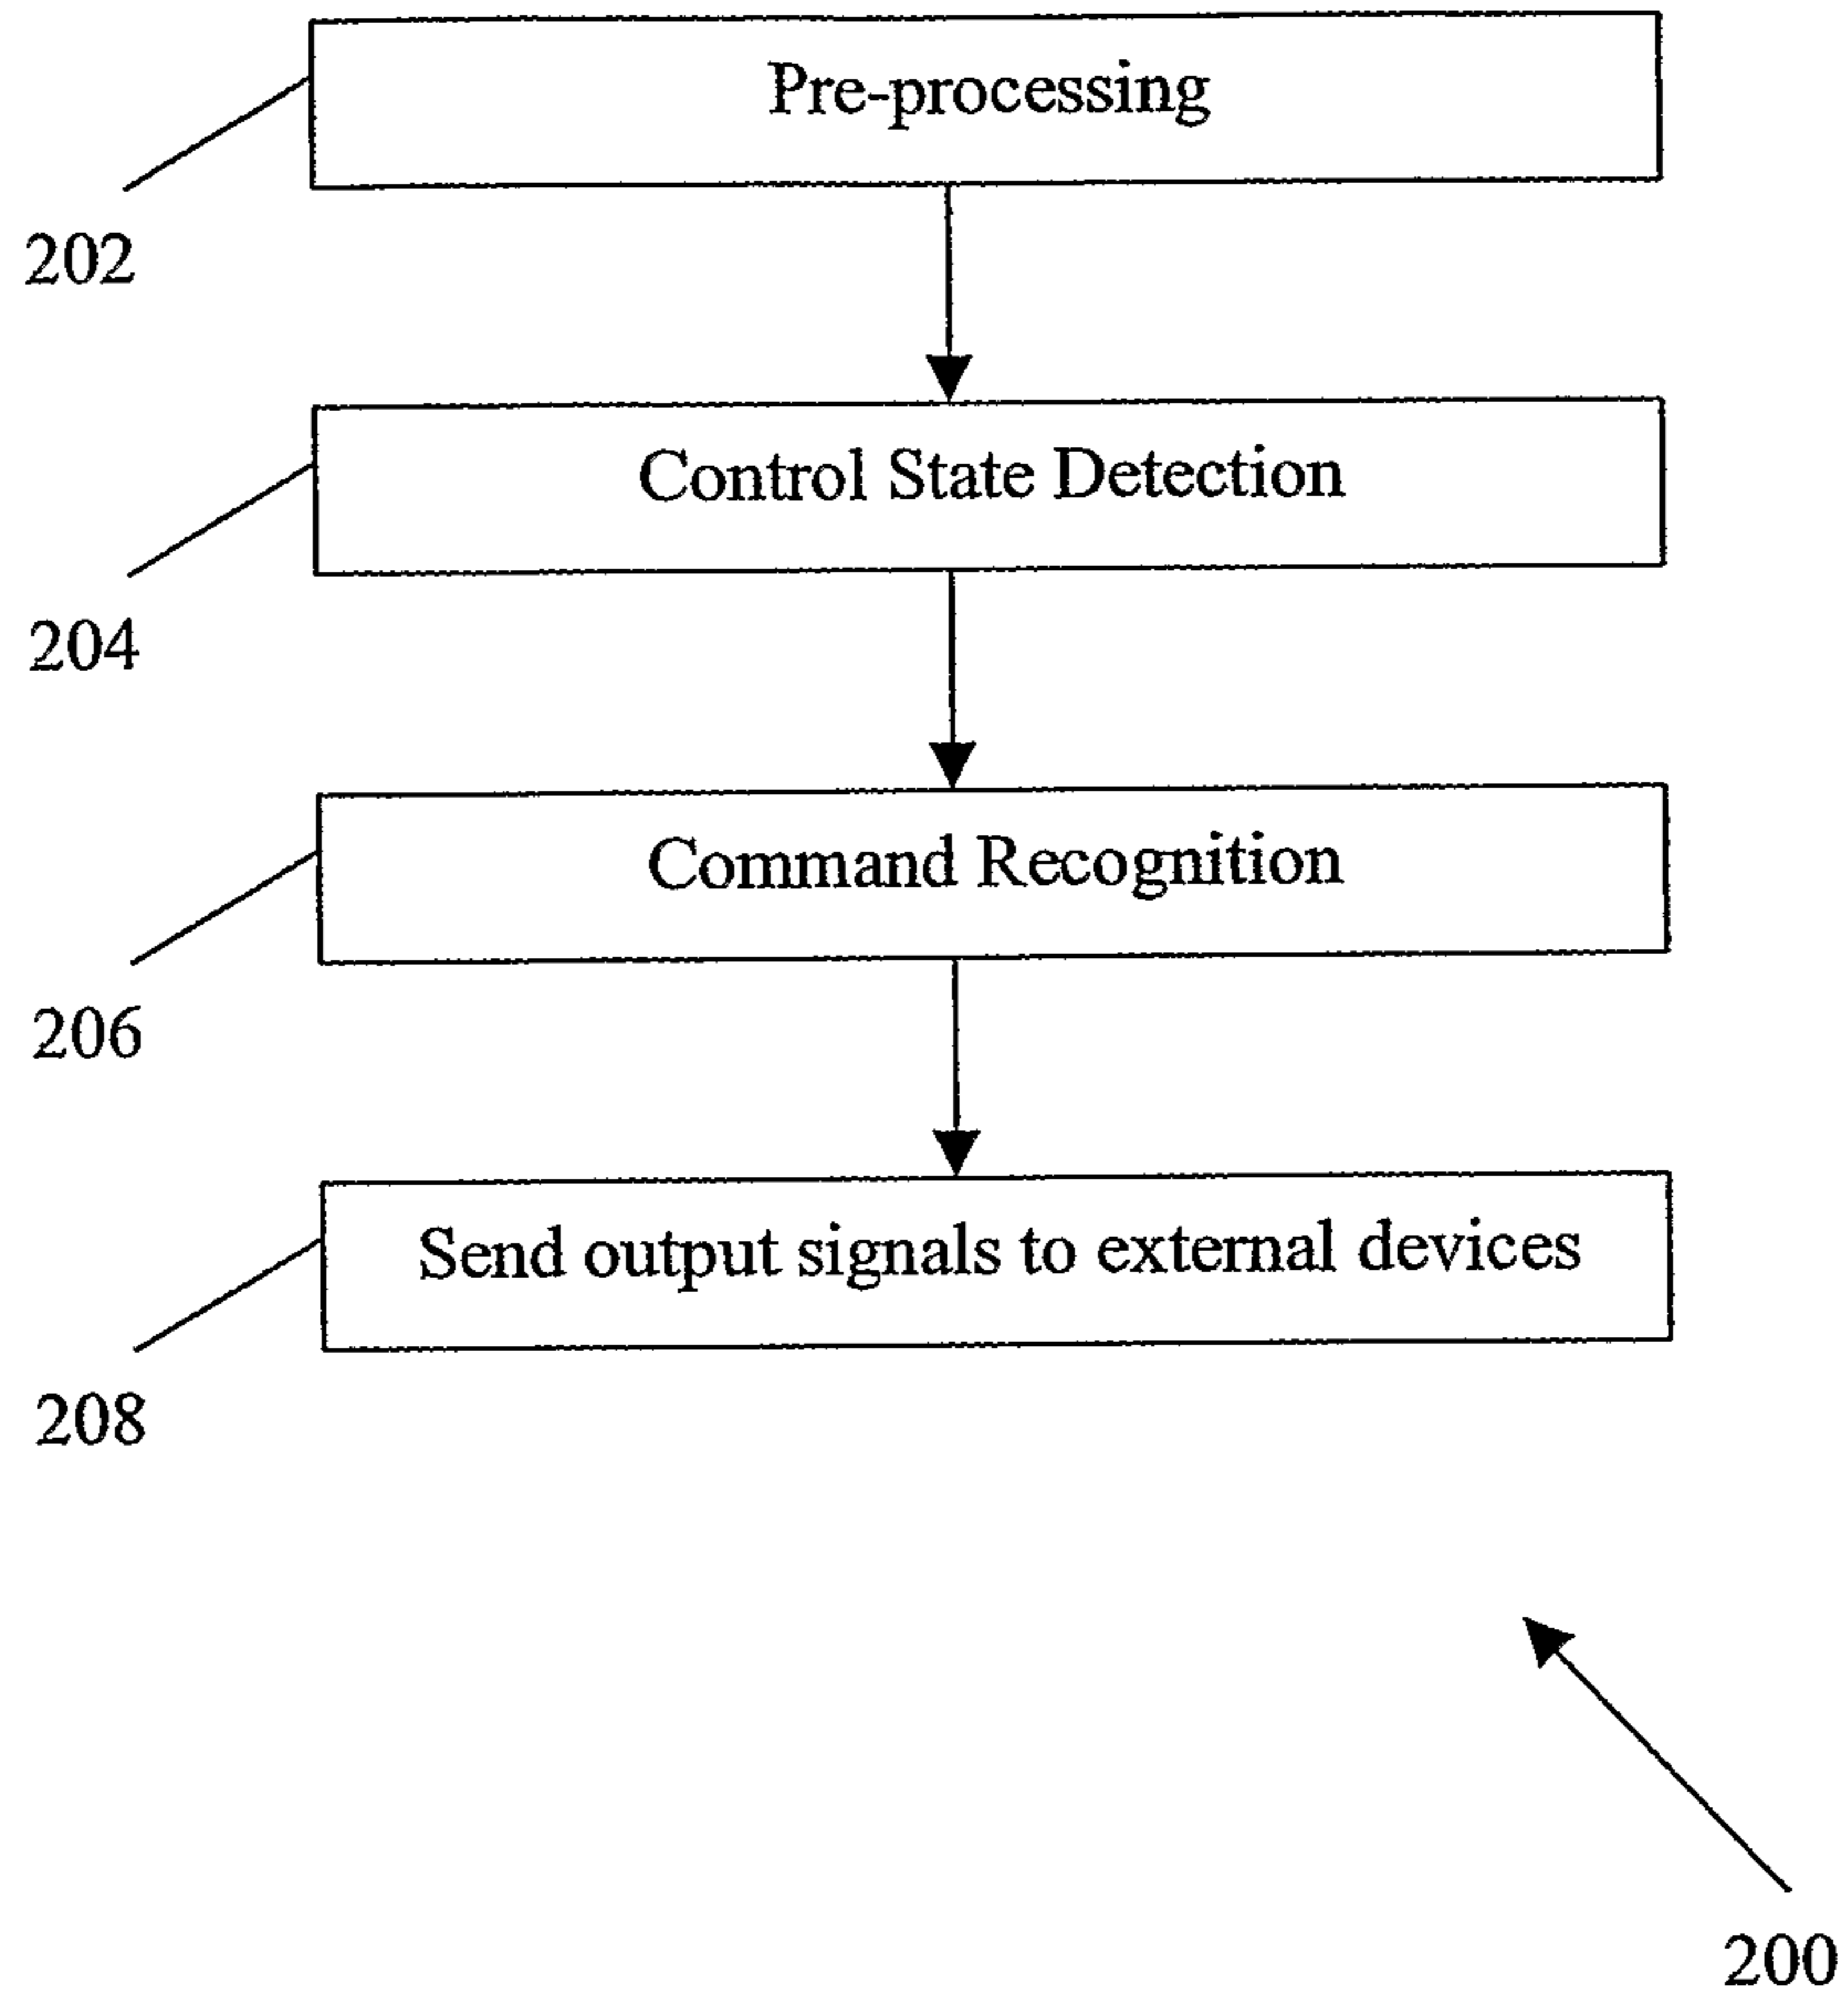 Pre-processing
202
Control State Detection
204
Command Recognition
206
Send output signals to external devices
208
200